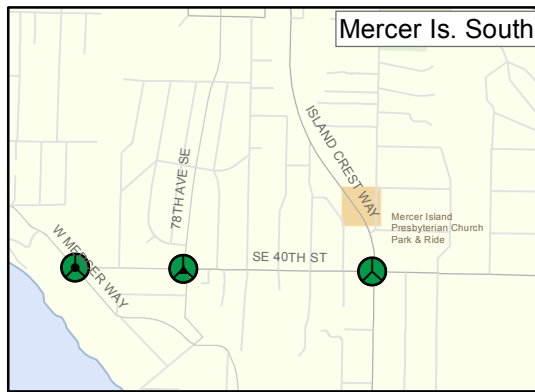 Mercer Is. South
ISLAND CREST WAY
78TH AVE SE
Mercer Island
Presbyterian Church
Park & Ride
W MERCER WAY
SE 40TH ST